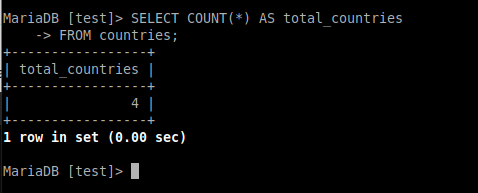 MariaDB [test]> SELECT COUNT(*) AS total_countries
    -> FROM countries;
+-----------------+
| total_countries |
+-----------------+
|               4 |
+-----------------+
1 row in set (0.00 sec)
MariaDB [test]>